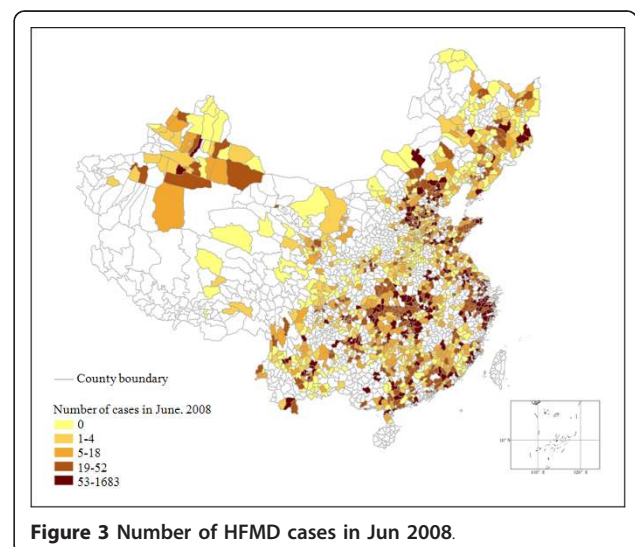 County boundary
Number of cases in June. 2008
0
1-4
5-18
19-52
53-1683
Figure 3 Number of HFMD cases in Jun 2008.